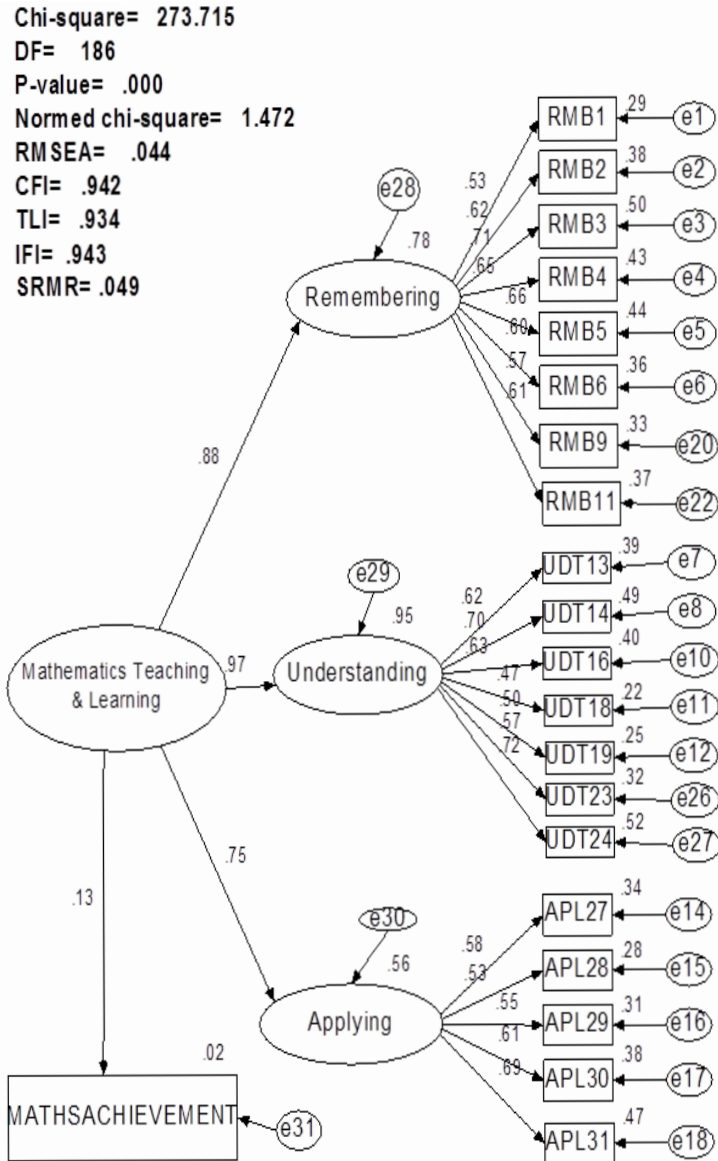 Chi-square= 273.715
DF= 186
P-value= .000
Normed chi-square= 1.472
RMSEA= .044
CFI= .942
TLI= .934
IFI= .943
SRMR= .049
e28
.78
Remembering
.53
.62
.71
.65
.66
.60
.57
.61
RMB1 .29 e1
RMB2 .38 e2
RMB3 .50 e3
RMB4 .43 e4
RMB5 .44 e5
RMB6 .36 e6
RMB9 .33 e20
RMB11 .37 e22
.88
e29
.95
Understanding
.62
.70
.63
.47
.50
.57
.72
UDT13 .39 e7
UDT14 .49 e8
UDT16 .40 e10
UDT18 .22 e11
UDT19 .25 e12
UDT23 .32 e26
UDT24 .52 e27
Mathematics Teaching
& Learning
.97
.75
.13
e30
.56
Applying
.58
.53
.55
.61
.69
APL27 .34 e14
APL28 .28 e15
APL29 .31 e16
APL30 .38 e17
APL31 .47 e18
.02
MATHSACHIEVEMENT
e31